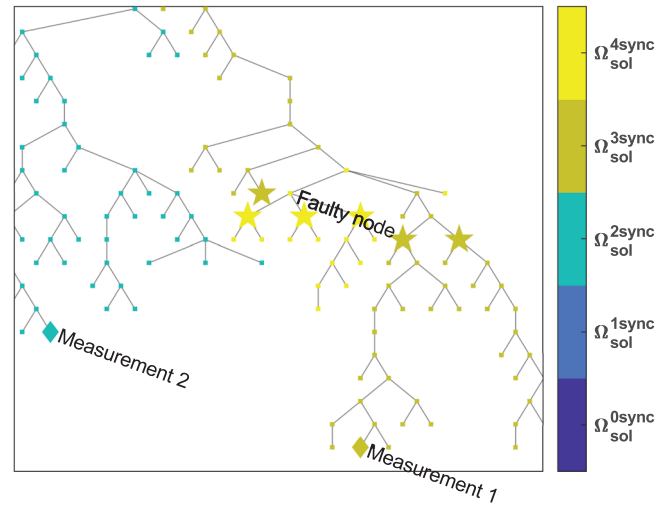 Faulty node
Measurement 2
Measurement 1
Ω4sync sol
Ω3sync sol
Ω2sync sol
Ω1sync sol
Ω0sync sol